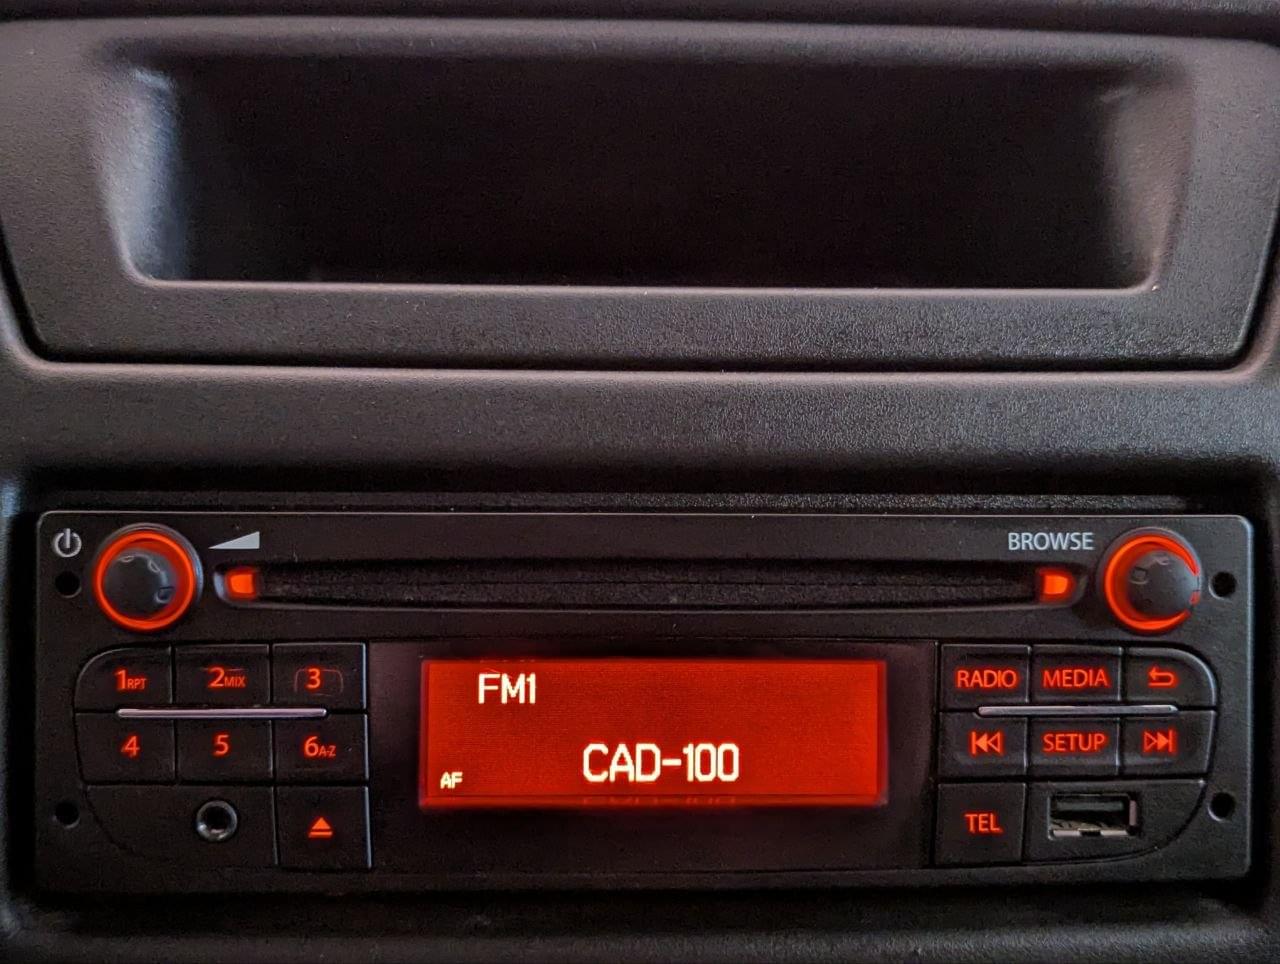 BROWSE
1RPT 2MIX 3
4 5 6A-Z
FM1
CAD-100
AF
RADIO MEDIA
SETUP
TEL